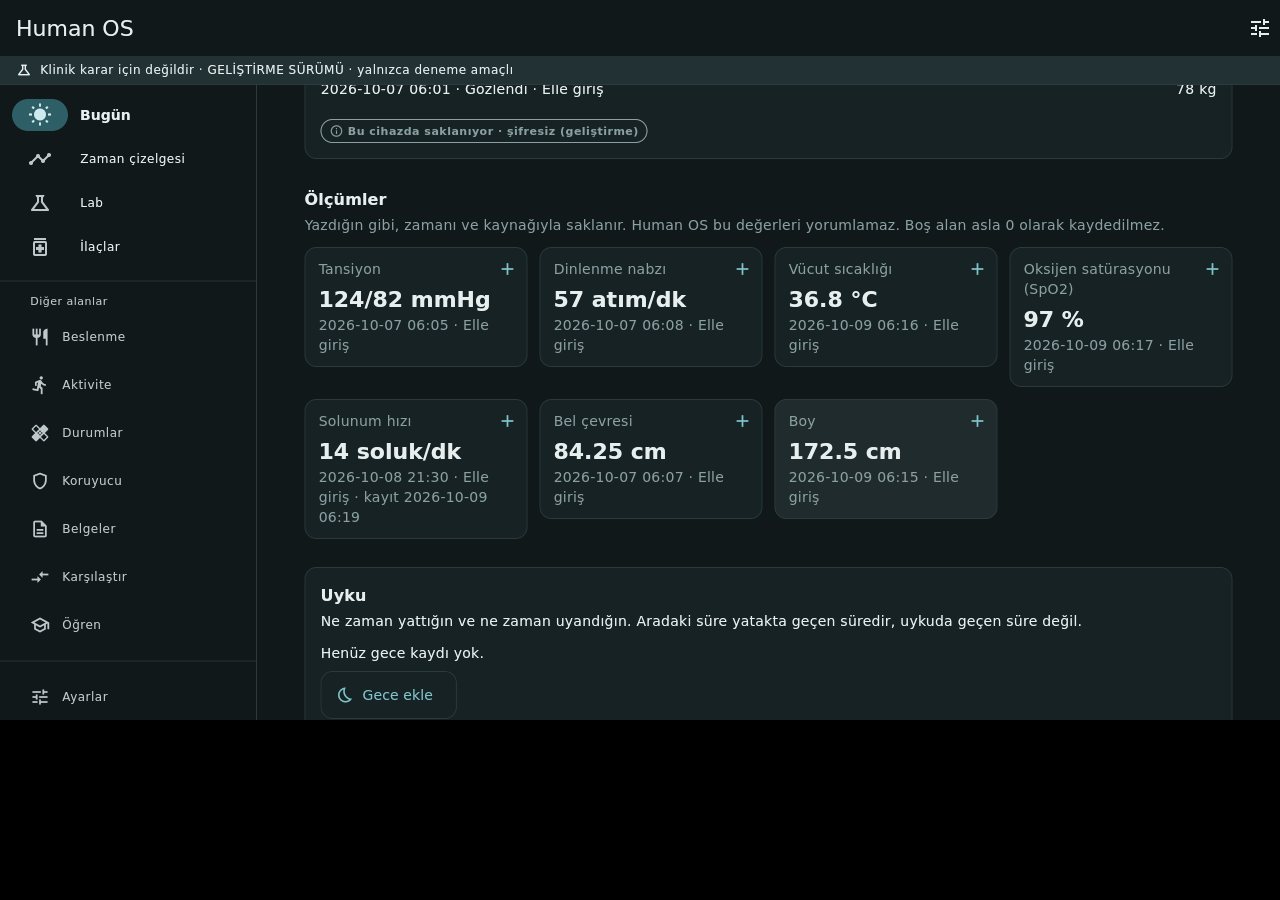 Human OS
Klinik karar için değildir · GELİŞTİRME SÜRÜMÜ · yalnızca deneme amaçlı
Bugün
Zaman çizelgesi
Lab
İlaçlar
Diğer alanlar
Beslenme
Aktivite
Durumlar
Koruyucu
Belgeler
Karşılaştır
Öğren
Ayarlar
2026-10-07 06:01 · Gözlendi · Elle giriş
78 kg
Bu cihazda saklanıyor · şifresiz (geliştirme)
Ölçümler
Yazdığın gibi, zamanı ve kaynağıyla saklanır. Human OS bu değerleri yorumlamaz. Boş alan asla 0 olarak kaydedilmez.
Tansiyon
124/82 mmHg
2026-10-07 06:05 · Elle
giriş
Dinlenme nabzı
57 atım/dk
2026-10-07 06:08 · Elle
giriş
Vücut sıcaklığı
36.8 °C
2026-10-09 06:16 · Elle
giriş
Oksijen satürasyonu
(SpO2)
97 %
2026-10-09 06:17 · Elle
giriş
Solunum hızı
14 soluk/dk
2026-10-08 21:30 · Elle
giriş · kayıt 2026-10-09
06:19
Bel çevresi
84.25 cm
2026-10-07 06:07 · Elle
giriş
Boy
172.5 cm
2026-10-09 06:15 · Elle
giriş
Uyku
Ne zaman yattığın ve ne zaman uyandığın. Aradaki süre yatakta geçen süredir, uykuda geçen süre değil.
Henüz gece kaydı yok.
Gece ekle